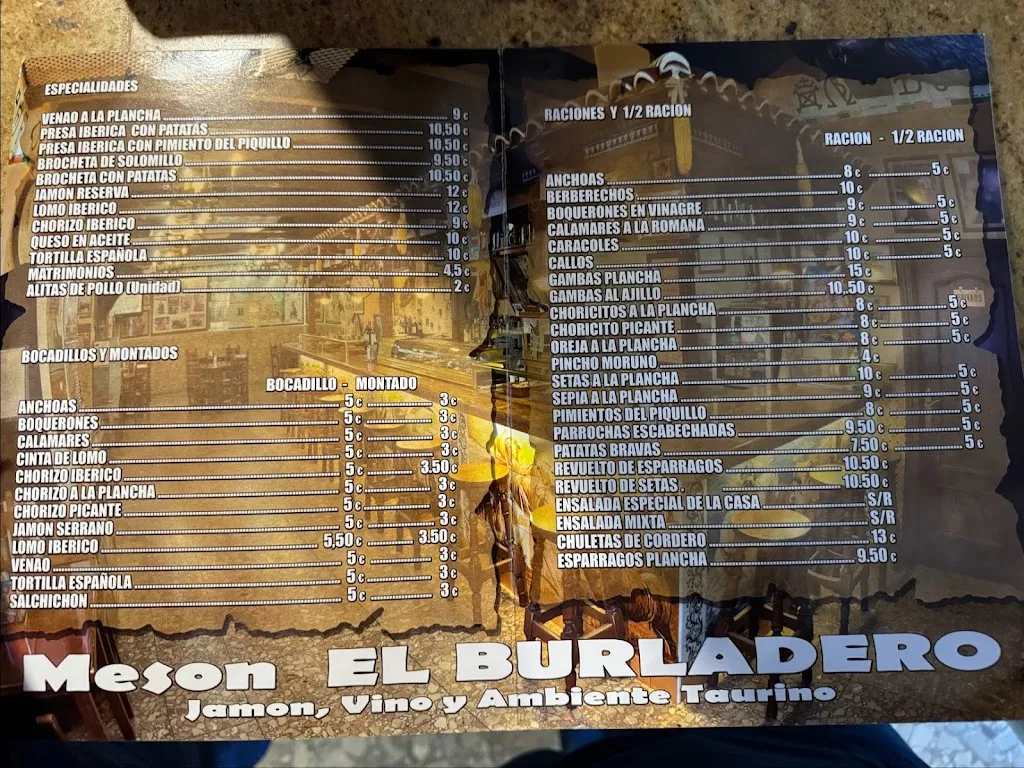 ESPECIALIDADES
VENAO A LA PLANCHA 9€
PRESA IBERICA CON PATATAS 10.50€
PRESA IBERICA CON PIMIENTO DEL PIQUILLO 10.50€
BROCHETA DE SOLOMILLO 9.50€
BROCHETA CON PATATAS 10,50€
JAMON RESERVA 12€
LOMO IBERICO 12€
CHORIZO IBERICO 9€
QUESO EN ACEITE 10€
TORTILLA ESPAÑOLA 10€
MATRIMONIOS 4,5€
ALITAS DE POLLO (Unidad) 2€
BOCADILLOS Y MONTADOS
BOCADILLO - MONTADO
ANCHOAS 5€ 3€
BOQUERONES 5€ 3€
CALAMARES 5€ 3€
CINTA DE LOMO 5€ 3€
CHORIZO IBERICO 5€ 3.50€
CHORIZO A LA PLANCHA 5€ 3€
CHORIZO PICANTE 5€ 3€
JAMON SERRANO 5€ 3€
LOMO IBERICO 5,50€ 3.50€
VENAO 5€ 3€
TORTILLA ESPAÑOLA 5€ 3€
SALCHICHON 5€ 3€
RACIONES Y 1/2 RACION
RACION - 1/2 RACION
ANCHOAS 8€ 5€
BERBERECHOS 10€
BOQUERONES EN VINAGRE 9€ 5€
CALAMARES A LA ROMANA 9€ 5€
CARACOLES 10€ 5€
CALLOS 10€ 5€
GAMBAS PLANCHA 15€
GAMBAS AL AJILLO 10.50€
CHORICITOS A LA PLANCHA 8€ 5€
CHORICITO PICANTE 8€ 5€
OREJA A LA PLANCHA 8€ 5€
PINCHO MORUNO 4€
SETAS A LA PLANCHA 10€ 5€
SEPIA A LA PLANCHA 9€ 5€
PIMIENTOS DEL PIQUILLO 8€ 5€
PARROCHAS ESCABECHADAS 9.50€ 5€
PATATAS BRAVAS 7.50€ 5€
REVUELTO DE ESPARRAGOS 10.50€
REVUELTO DE SETAS 10.50€
ENSALADA ESPECIAL DE LA CASA S/R
ENSALADA MIXTA S/R
CHULETAS DE CORDERO 13€
ESPARRAGOS PLANCHA 9.50€
Meson EL BURLADERO
Jamon, Vino y Ambiente Taurino